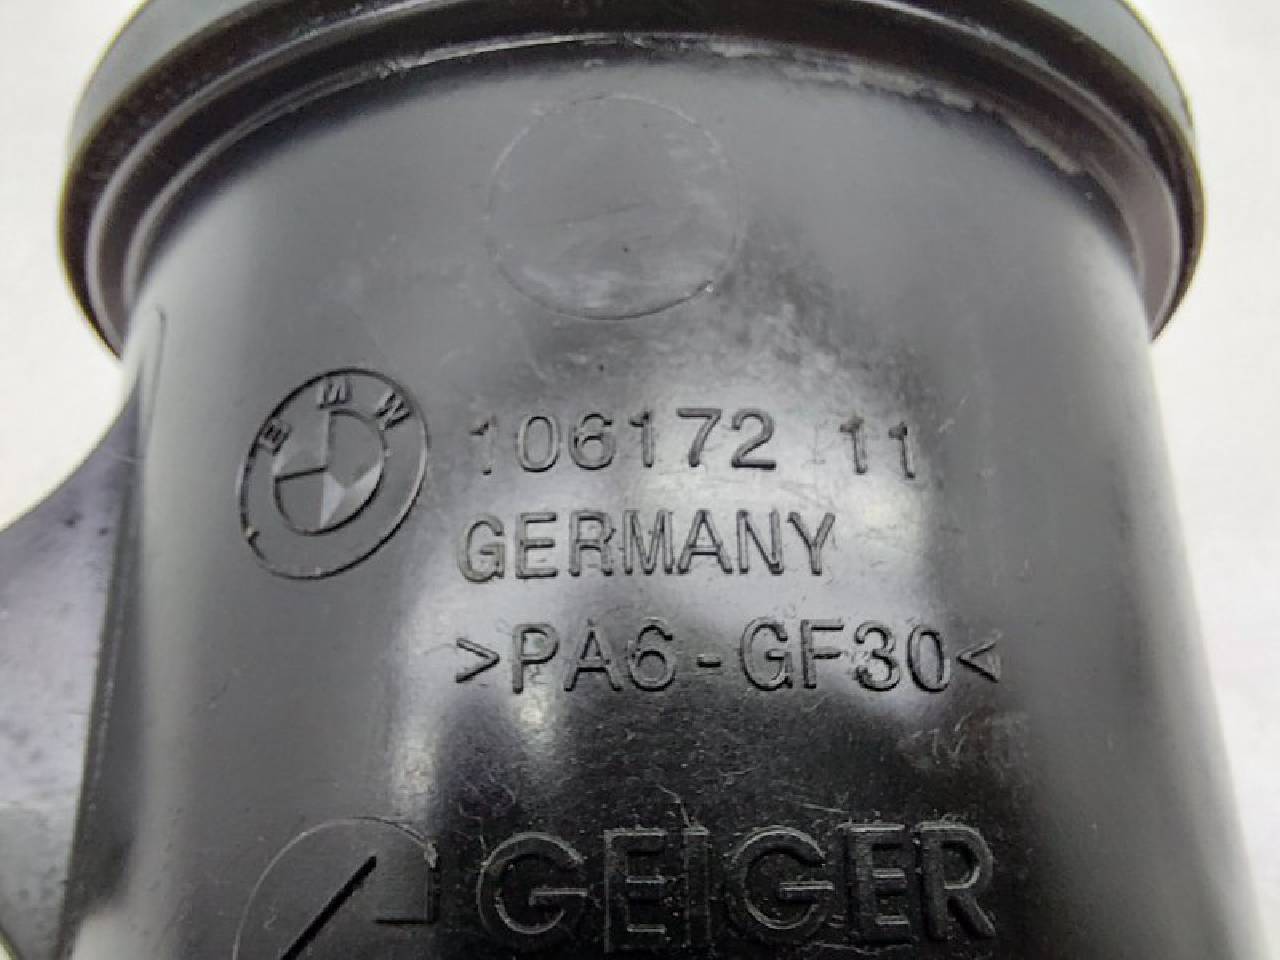 BMW
106172 11
GERMANY
>PA6-GF30<
GEIGER